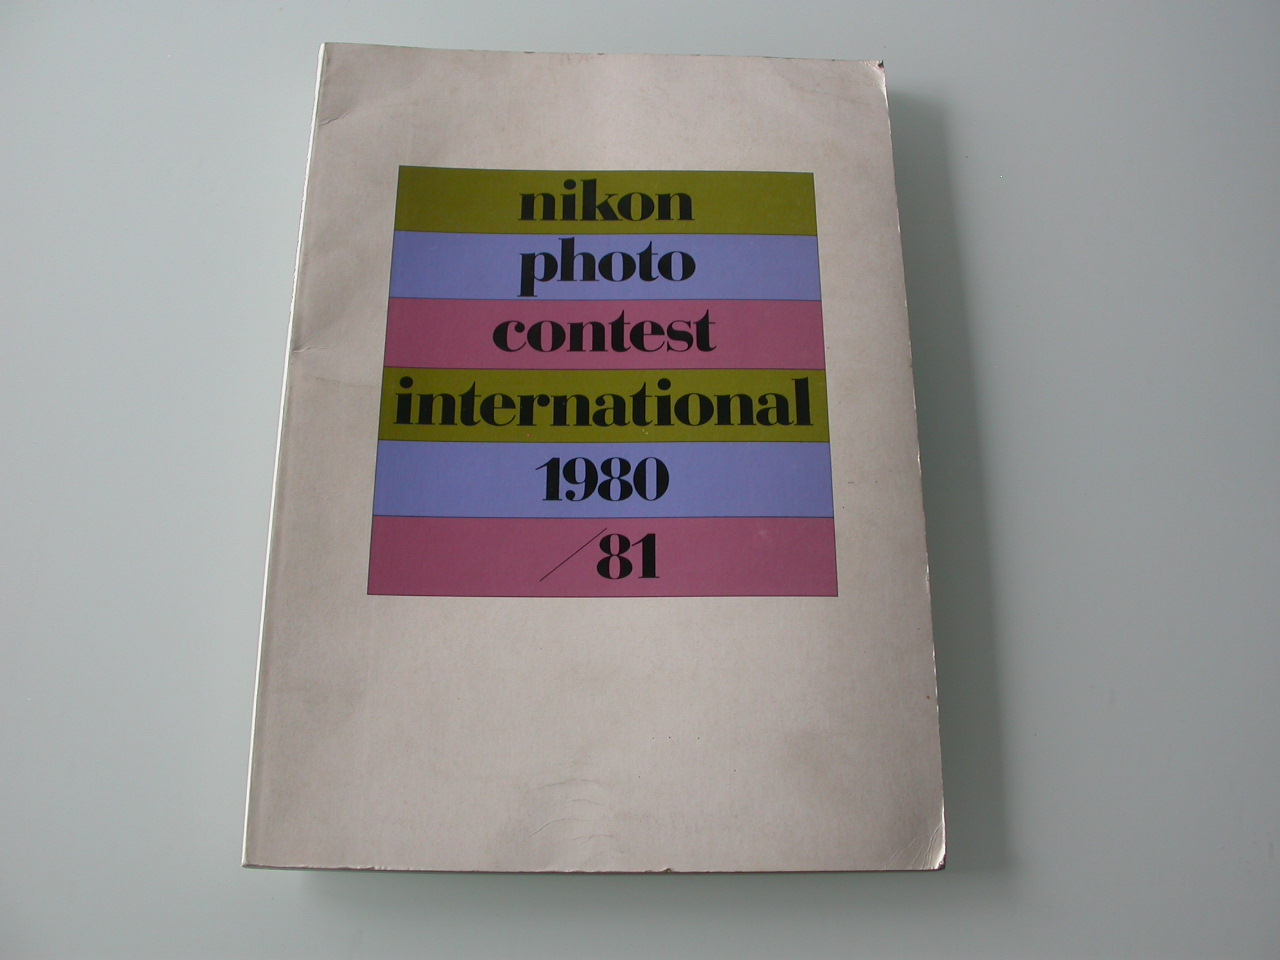 nikon
photo
contest
international
1980
/81